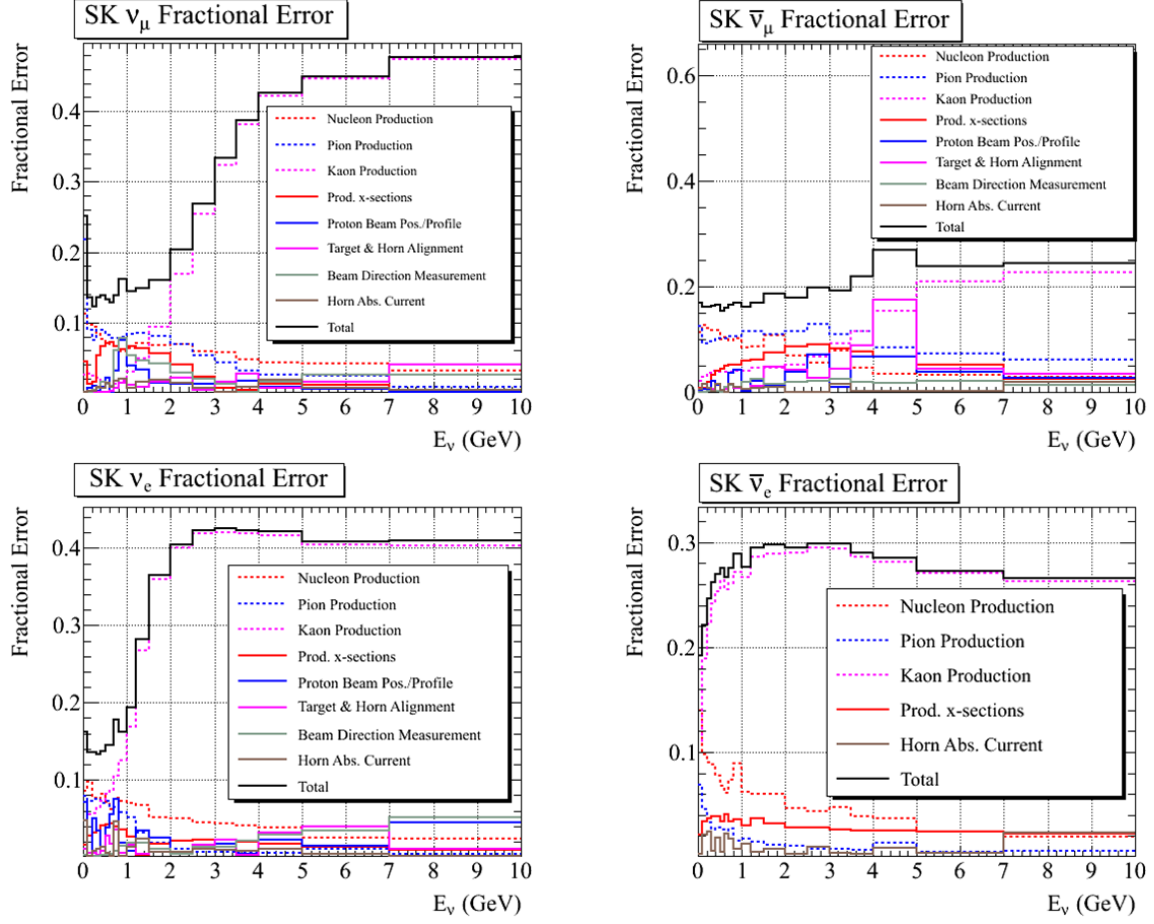 SK ν_μ Fractional Error
Fractional Error
0.4
0.3
0.2
0.1
0 1 2 3 4 5 6 7 8 9 10
E_ν (GeV)
Nucleon Production
Pion Production
Kaon Production
Prod. x-sections
Proton Beam Pos./Profile
Target & Horn Alignment
Beam Direction Measurement
Horn Abs. Current
Total
SK ν̅_μ Fractional Error
Fractional Error
0.6
0.4
0.2
0
0 1 2 3 4 5 6 7 8 9 10
E_ν (GeV)
Nucleon Production
Pion Production
Kaon Production
Prod. x-sections
Proton Beam Pos./Profile
Target & Horn Alignment
Beam Direction Measurement
Horn Abs. Current
Total
SK ν_e Fractional Error
Fractional Error
0.4
0.3
0.2
0.1
0 1 2 3 4 5 6 7 8 9 10
E_ν (GeV)
Nucleon Production
Pion Production
Kaon Production
Prod. x-sections
Proton Beam Pos./Profile
Target & Horn Alignment
Beam Direction Measurement
Horn Abs. Current
Total
SK ν̅_e Fractional Error
Fractional Error
0.3
0.2
0.1
0 1 2 3 4 5 6 7 8 9 10
E_ν (GeV)
Nucleon Production
Pion Production
Kaon Production
Prod. x-sections
Horn Abs. Current
Total